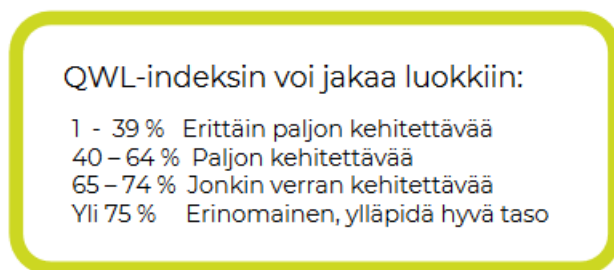 QWL-indeksin voi jakaa luokkiin:
1 - 39 % Erittäin paljon kehitettävää
40 – 64 % Paljon kehitettävää
65 – 74 % Jonkin verran kehitettävää
Yli 75 % Erinomainen, ylläpidä hyvä taso